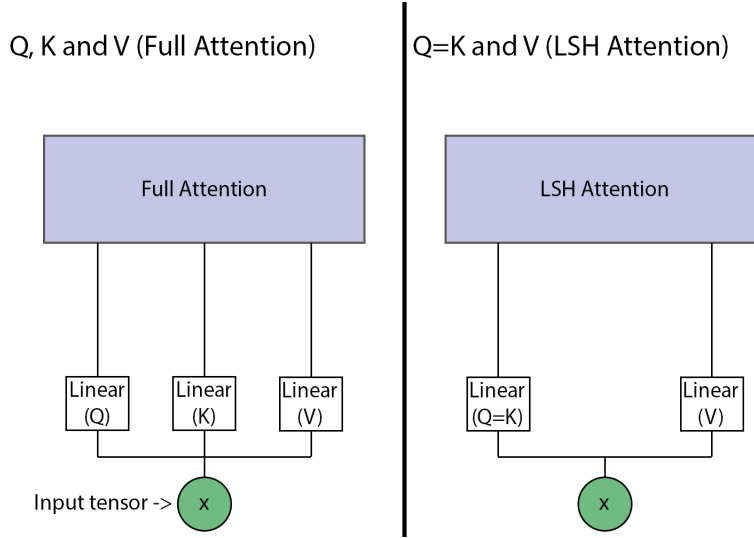 Q, K and V (Full Attention)
Full Attention
Linear
(Q)
Linear
(K)
Linear
(V)
Input tensor ->
x
Q=K and V (LSH Attention)
LSH Attention
Linear
(Q=K)
Linear
(V)
x